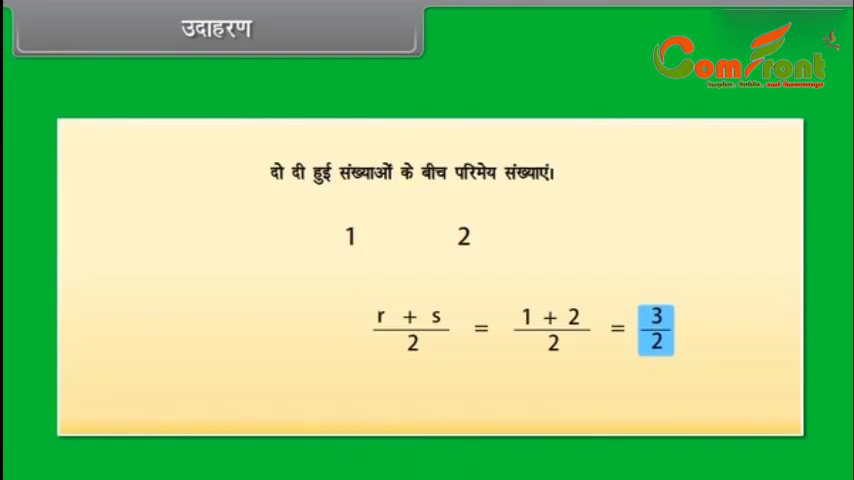 उदाहरण
ComFront
दो दी हुई संख्याओं के बीच परिमेय संख्याएं।
1 2
r + s / 2 = 1 + 2 / 2 = 3 / 2